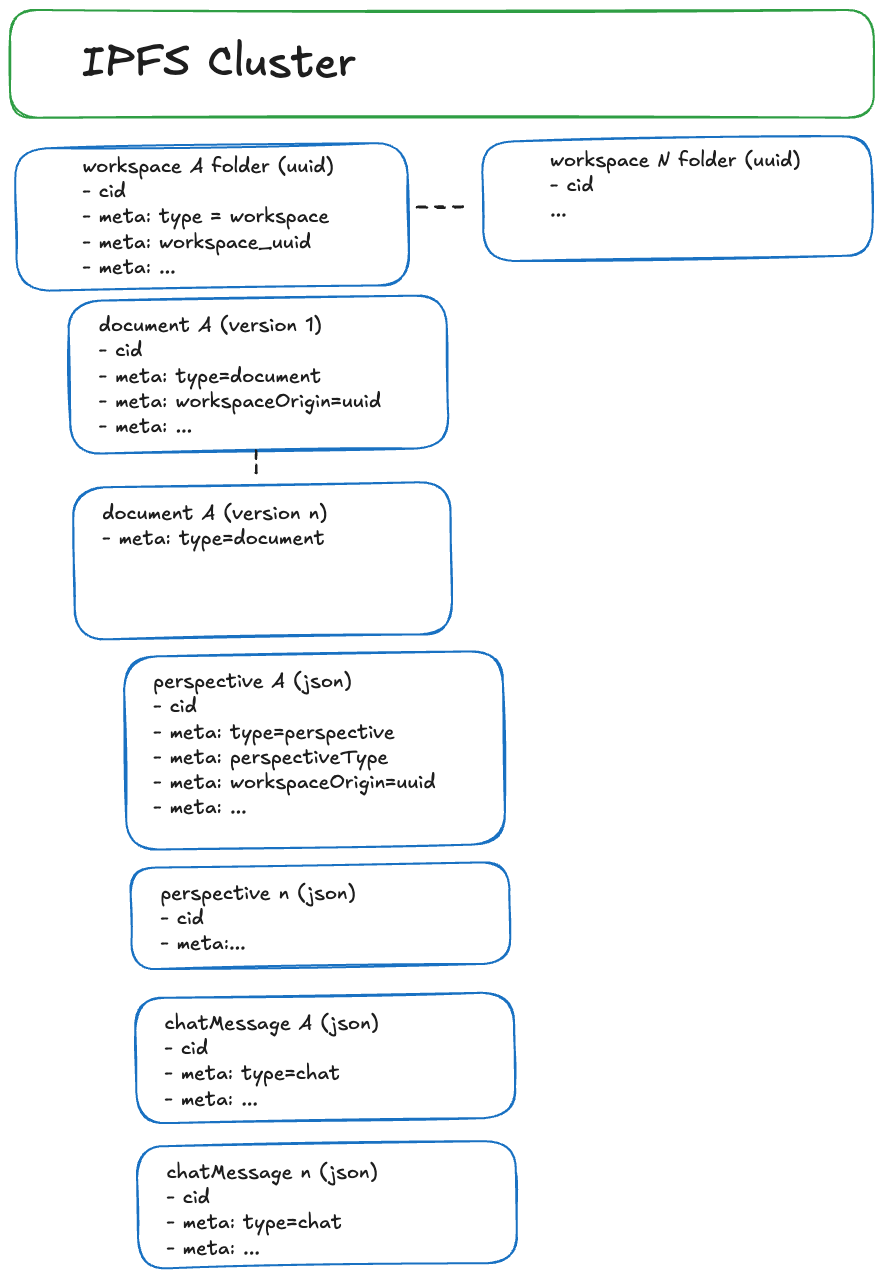 IPFS Cluster
workspace A folder (uuid)
- cid
- meta: type = workspace
- meta: workspace_uuid
- meta: ...
workspace N folder (uuid)
- cid
...
document A (version 1)
- cid
- meta: type=document
- meta: workspaceOrigin=uuid
- meta: ...
document A (version n)
- meta: type=document
perspective A (json)
- cid
- meta: type=perspective
- meta: perspectiveType
- meta: workspaceOrigin=uuid
- meta: ...
perspective n (json)
- cid
- meta:...
chatMessage A (json)
- cid
- meta: type=chat
- meta: ...
chatMessage n (json)
- cid
- meta: type=chat
- meta: ...